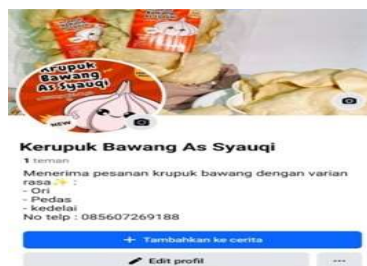 Krupuk
Bawang
As Syauqi
NEW
Kerupuk Bawang As Syauqi
1 teman
Menerima pesanan krupuk bawang dengan varian
rasa✨ :
- Ori
- Pedas
- kedelai
No telp : 085607269188
+ Tambahkan ke cerita
Edit profil
...